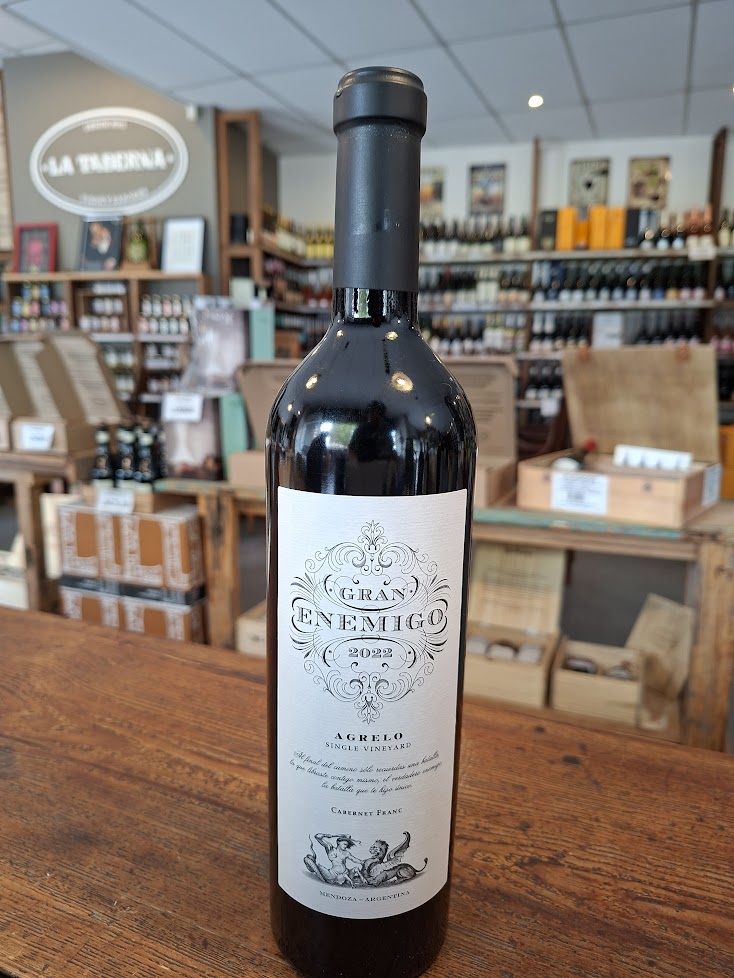 LA TABERNA
GRAN
ENEMIGO
2022
AGRELO
SINGLE VINEYARD
Al final del camino sólo recuerdas una batalla,
la que libraste contigo mismo, el verdadero enemigo,
la batalla que te hizo único.
CABERNET FRANC
MENDOZA - ARGENTINA